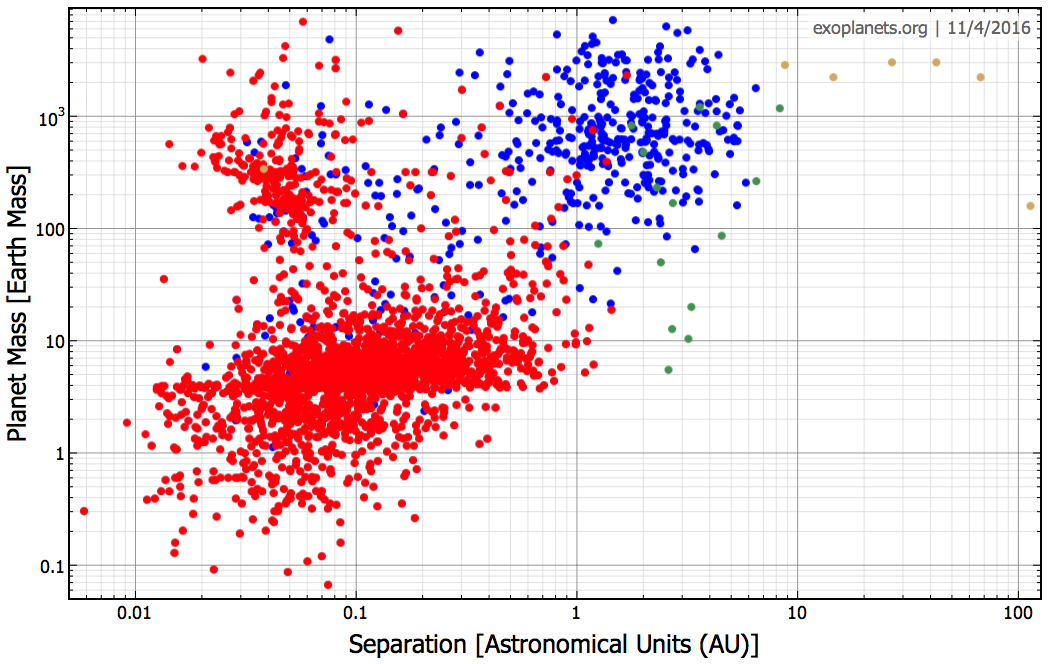 exoplanets.org | 11/4/2016
Planet Mass [Earth Mass]
10³
100
10
1
0.1
0.01 0.1 1 10 100
Separation [Astronomical Units (AU)]